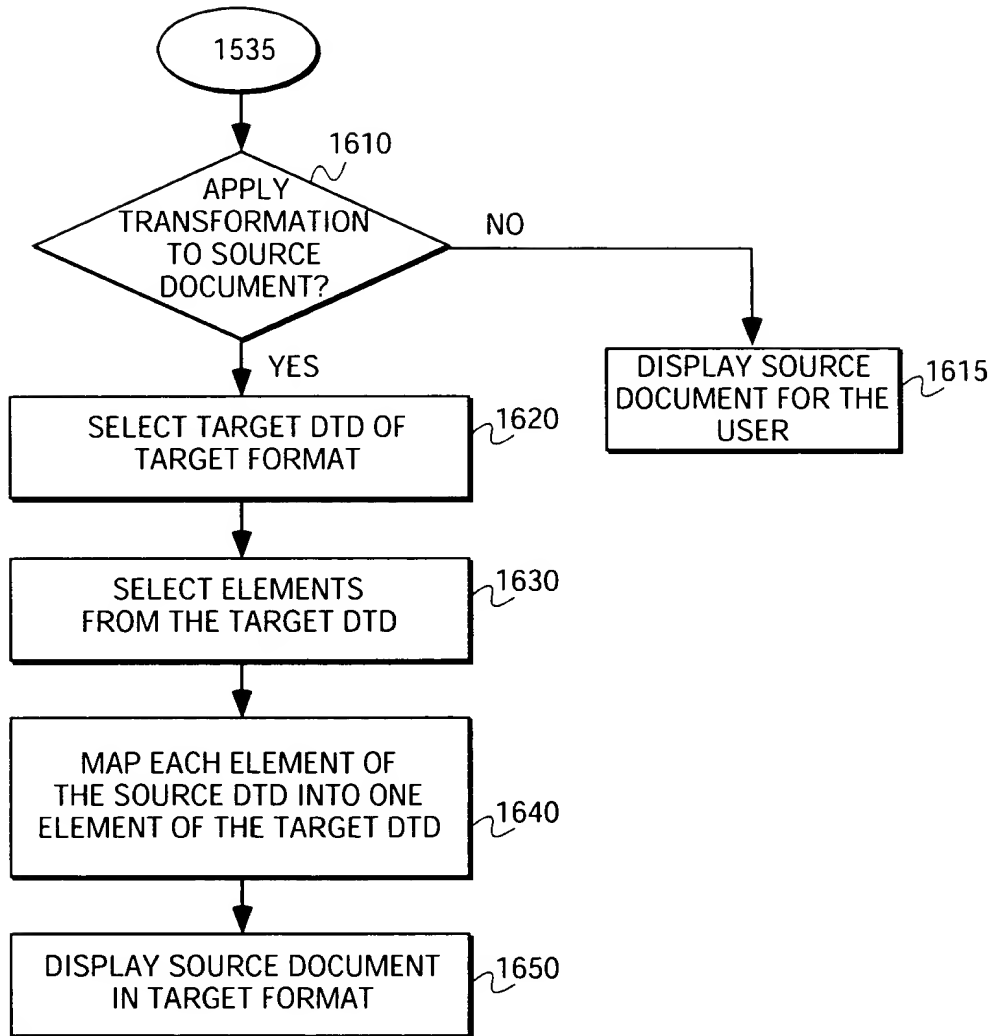 1535
1610
APPLY
TRANSFORMATION
TO SOURCE
DOCUMENT?
NO
YES
DISPLAY SOURCE
DOCUMENT FOR THE
USER
1615
SELECT TARGET DTD OF
TARGET FORMAT
1620
SELECT ELEMENTS
FROM THE TARGET DTD
1630
MAP EACH ELEMENT OF
THE SOURCE DTD INTO ONE
ELEMENT OF THE TARGET DTD
1640
DISPLAY SOURCE DOCUMENT
IN TARGET FORMAT
1650